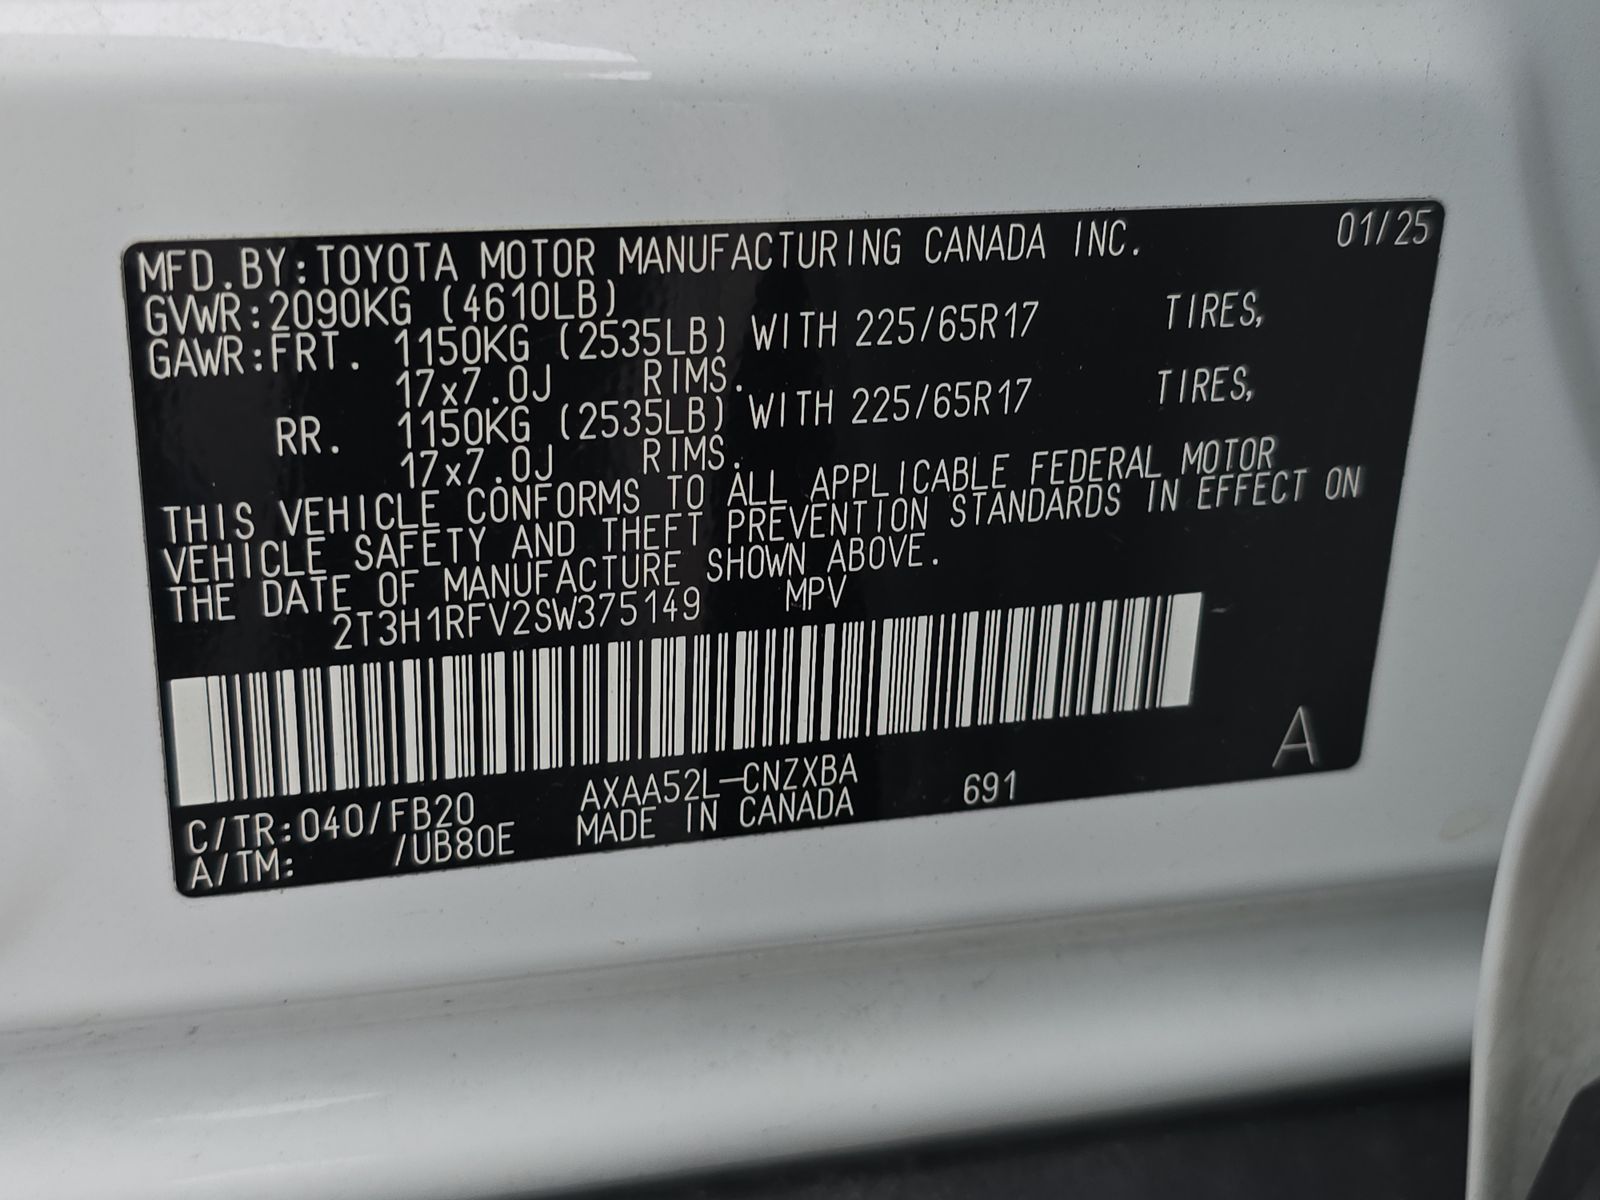 MFD.BY:TOYOTA MOTOR MANUFACTURING CANADA INC. 01/25
GVWR:2090KG (4610LB)
GAWR:FRT. 1150KG (2535LB) WITH 225/65R17 TIRES,
17x7.0J RIMS.
RR. 1150KG (2535LB) WITH 225/65R17 TIRES,
17x7.0J RIMS.
THIS VEHICLE CONFORMS TO ALL APPLICABLE FEDERAL MOTOR
VEHICLE SAFETY AND THEFT PREVENTION STANDARDS IN EFFECT ON
THE DATE OF MANUFACTURE SHOWN ABOVE.
2T3H1RFV2SW375149 MPV
A
C/TR:040/FB20 AXAA52L-CNZXBA 691
A/TM: /UB80E MADE IN CANADA